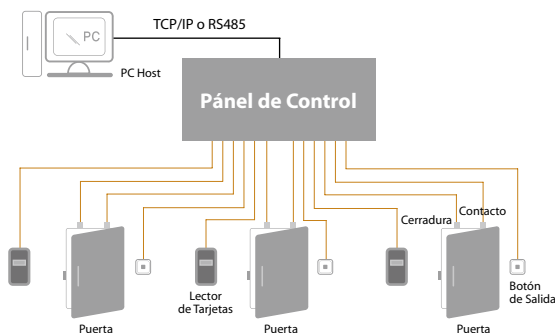 TCP/IP o RS485
PC
PC Host
Pánel de Control
Contacto
Cerradura
Lector
de Tarjetas
Botón
de Salida
Puerta
Puerta
Puerta